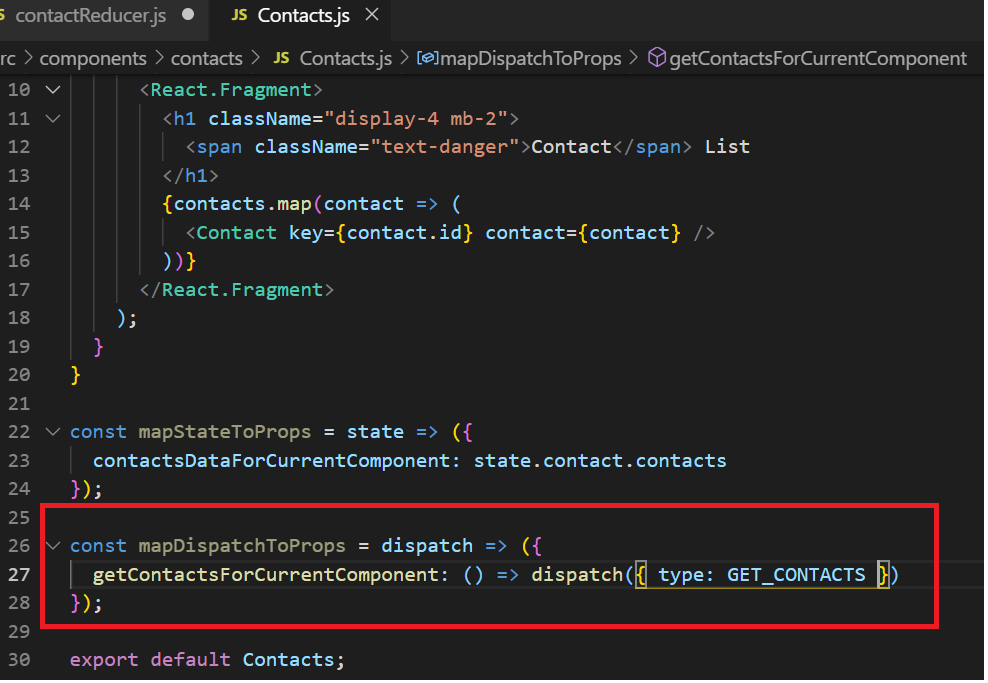 JS contactReducer.js ● JS Contacts.js ×
rc > components > contacts > JS Contacts.js > mapDispatchToProps > getContactsForCurrentComponent
10 <React.Fragment>
11 <h1 className="display-4 mb-2">
12 <span className="text-danger">Contact</span> List
13 </h1>
14 {contacts.map(contact => (
15 <Contact key={contact.id} contact={contact} />
16 ))}
17 </React.Fragment>
18 );
19 }
20 }
21
22 const mapStateToProps = state => ({
23 contactsDataForCurrentComponent: state.contact.contacts
24 });
25
26 const mapDispatchToProps = dispatch => ({
27 getContactsForCurrentComponent: () => dispatch({ type: GET_CONTACTS })
28 });
29
30 export default Contacts;